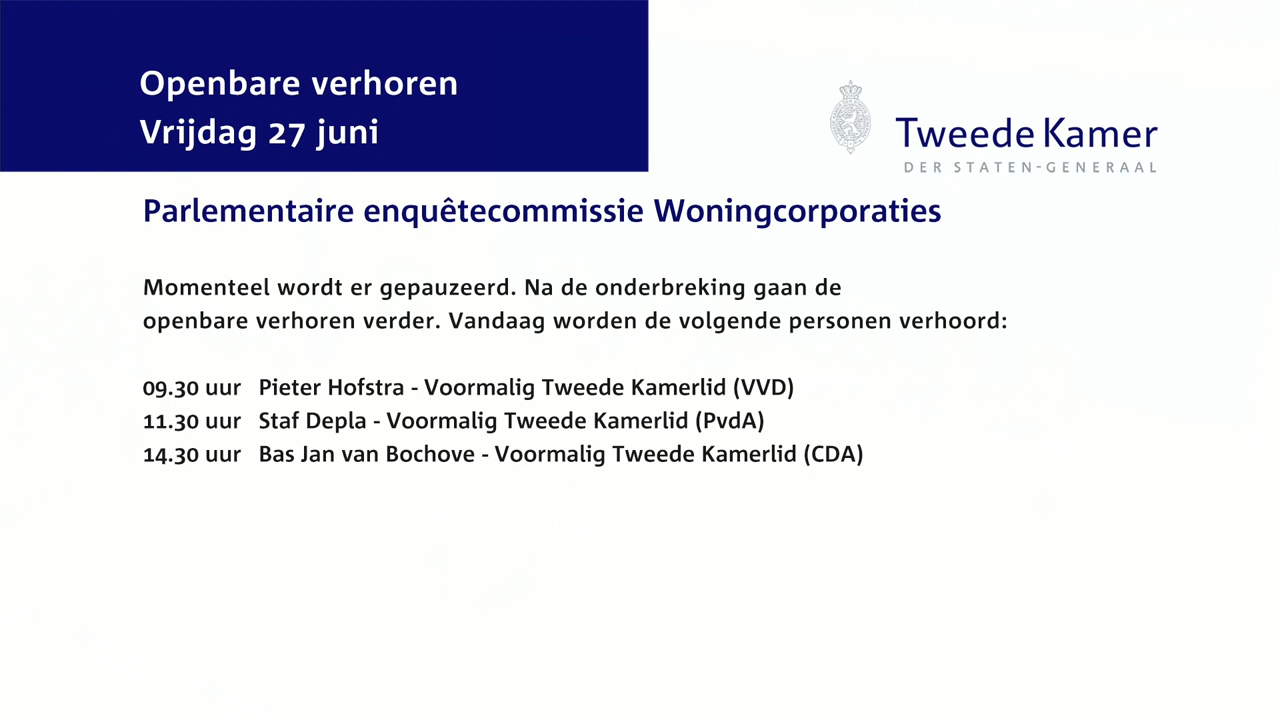 Openbare verhoren
Vrijdag 27 juni
Tweede Kamer
DER STATEN-GENERAAL
Parlementaire enquêtecommissie Woningcorporaties
Momenteel wordt er gepauzeerd. Na de onderbreking gaan de
openbare verhoren verder. Vandaag worden de volgende personen verhoord:
09.30 uur Pieter Hofstra - Voormalig Tweede Kamerlid (VVD)
11.30 uur Staf Depla - Voormalig Tweede Kamerlid (PvdA)
14.30 uur Bas Jan van Bochove - Voormalig Tweede Kamerlid (CDA)